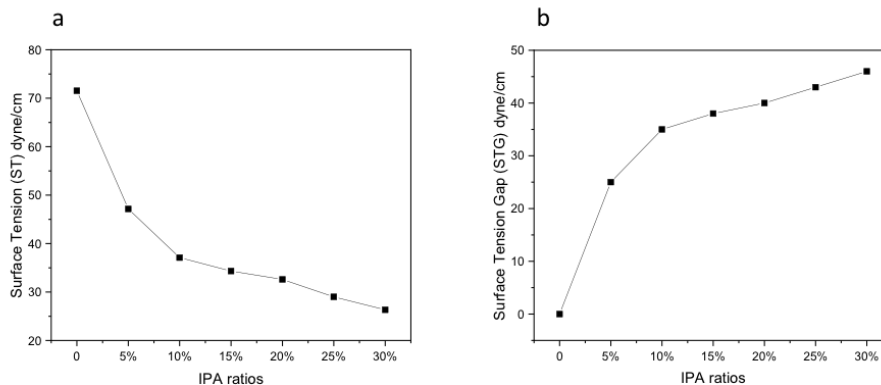 a
80
70
60
50
40
30
20
Surface Tension (ST) dyne/cm
0 5% 10% 15% 20% 25% 30%
IPA ratios
b
50
40
30
20
10
0
Surface Tension Gap (STG) dyne/cm
0 5% 10% 15% 20% 25% 30%
IPA ratios